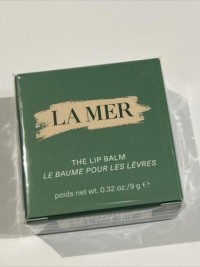 LA MER
THE LIP BALM
LE BAUME POUR LES LÈVRES
poids net wt. 0.32 oz./9 g ℮